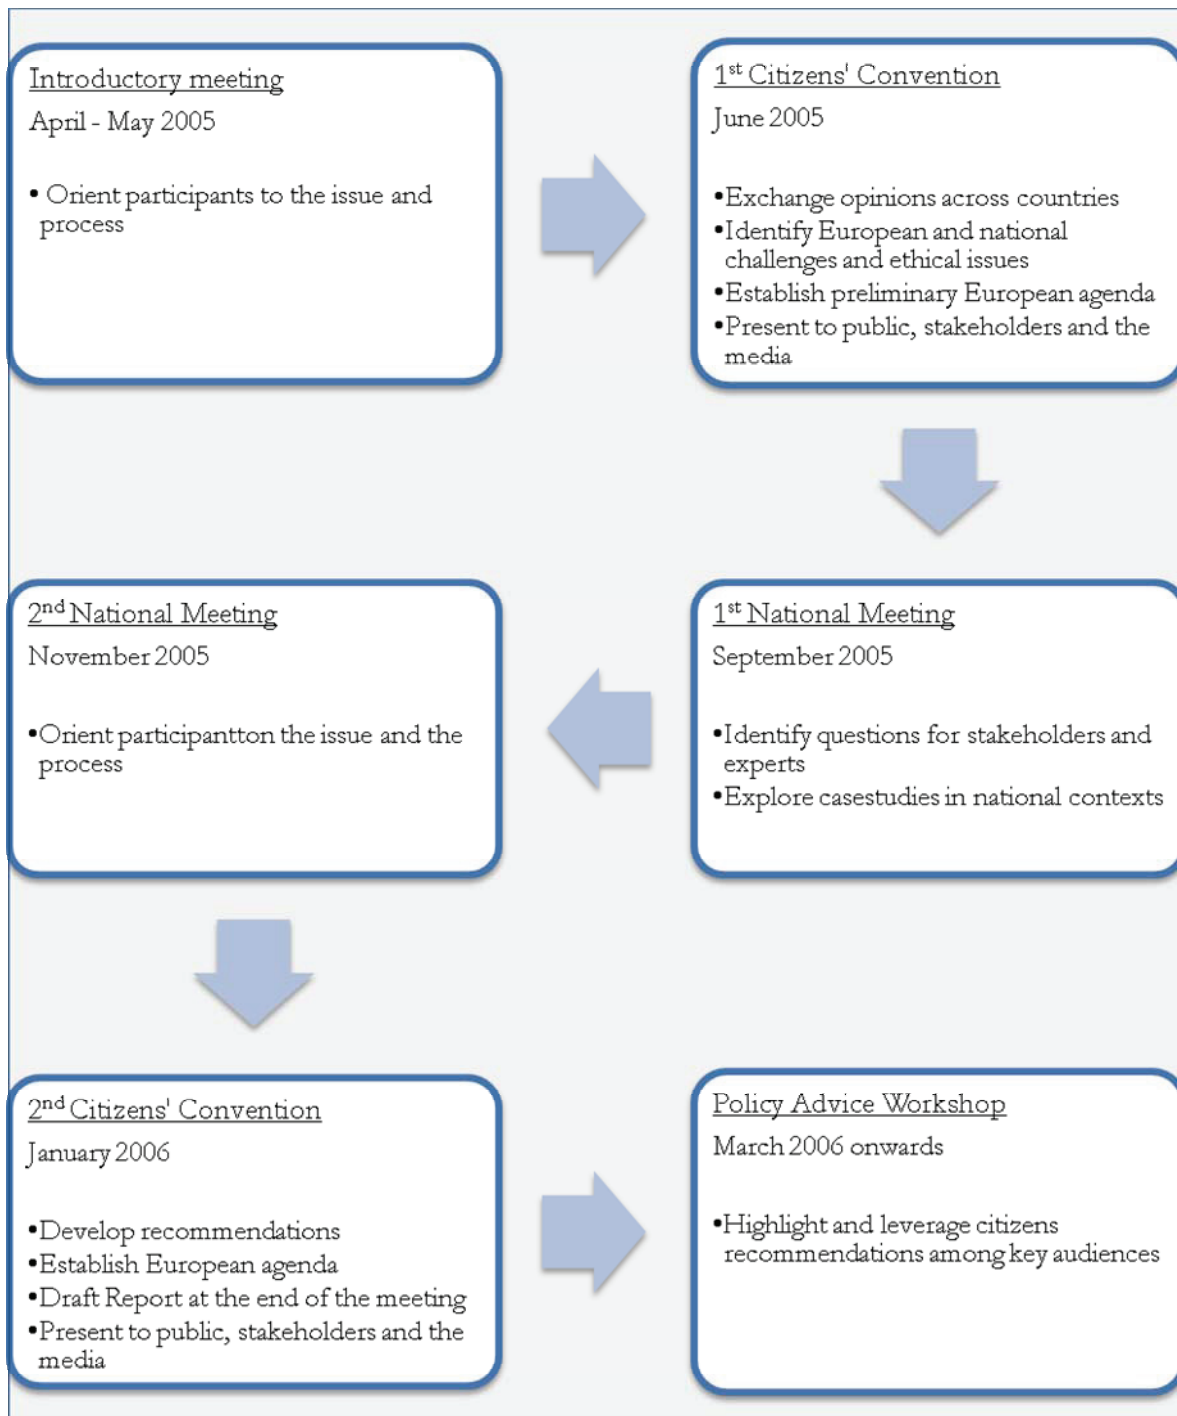 Introductory meeting
April - May 2005
• Orient participants to the issue and
process
1st Citizens' Convention
June 2005
•Exchange opinions across countries
•Identify European and national
challenges and ethical issues
•Establish preliminary European agenda
•Present to public, stakeholders and the
media
1st National Meeting
September 2005
•Identify questions for stakeholders and
experts
•Explore casestudies in national contexts
2nd National Meeting
November 2005
•Orient participantton the issue and the
process
2nd Citizens' Convention
January 2006
•Develop recommendations
•Establish European agenda
•Draft Report at the end of the meeting
•Present to public, stakeholders and the
media
Policy Advice Workshop
March 2006 onwards
•Highlight and leverage citizens
recommendations among key audiences